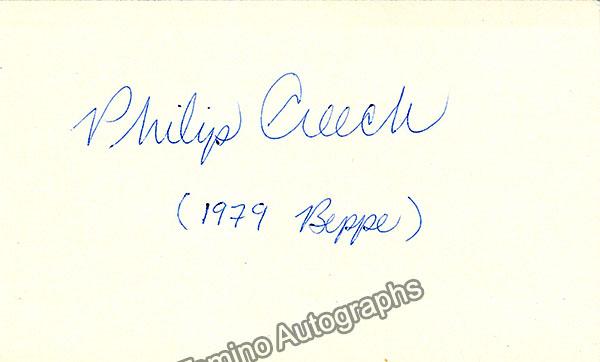 Philip Creech
(1979 Beppe)
Tamino Autographs